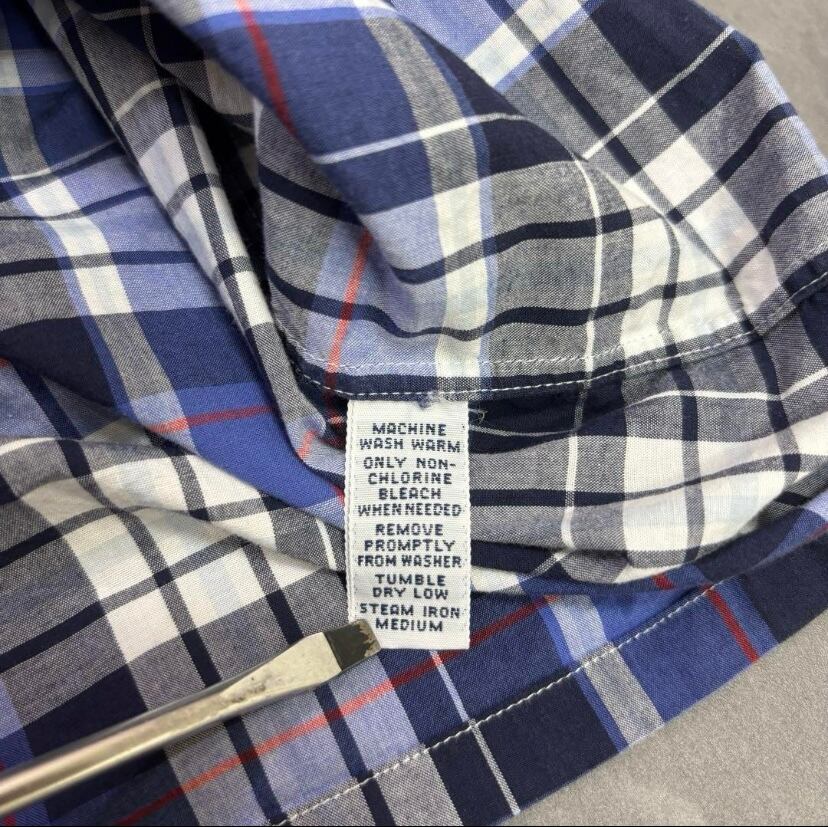 MACHINE
WASH WARM
ONLY NON-
CHLORINE
BLEACH
WHEN NEEDED
REMOVE
PROMPTLY
FROM WASHER
TUMBLE
DRY LOW
STEAM IRON
MEDIUM